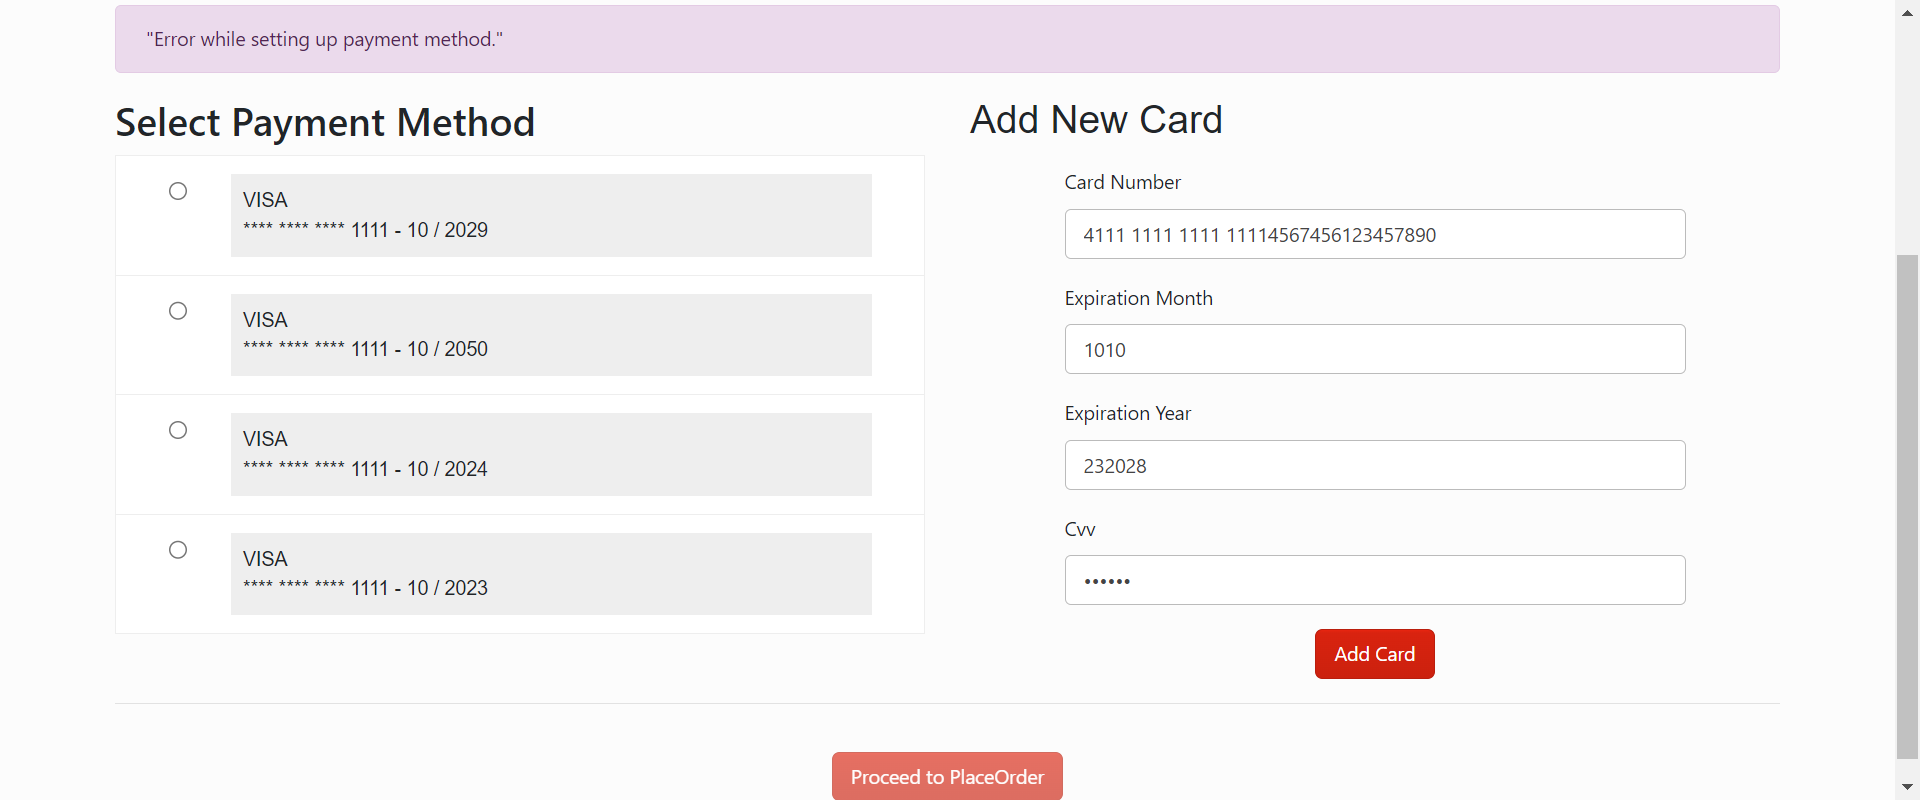 "Error while setting up payment method."
Select Payment Method
VISA
**** **** **** 1111 - 10 / 2029
VISA
**** **** **** 1111 - 10 / 2050
VISA
**** **** **** 1111 - 10 / 2024
VISA
**** **** **** 1111 - 10 / 2023
Add New Card
Card Number
4111 1111 1111 11114567456123457890
Expiration Month
1010
Expiration Year
232028
Cvv
••••••
Add Card
Proceed to PlaceOrder